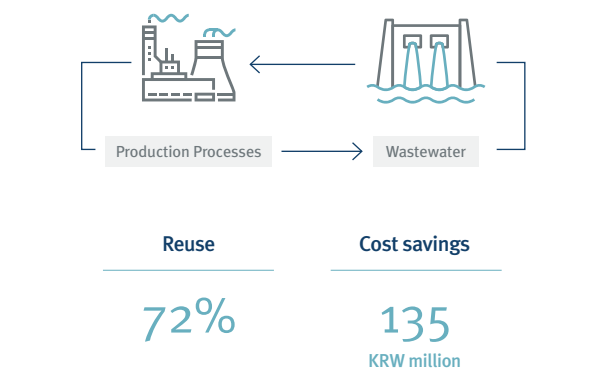 Production Processes
Wastewater
Reuse
Cost savings
72%
135
KRW million